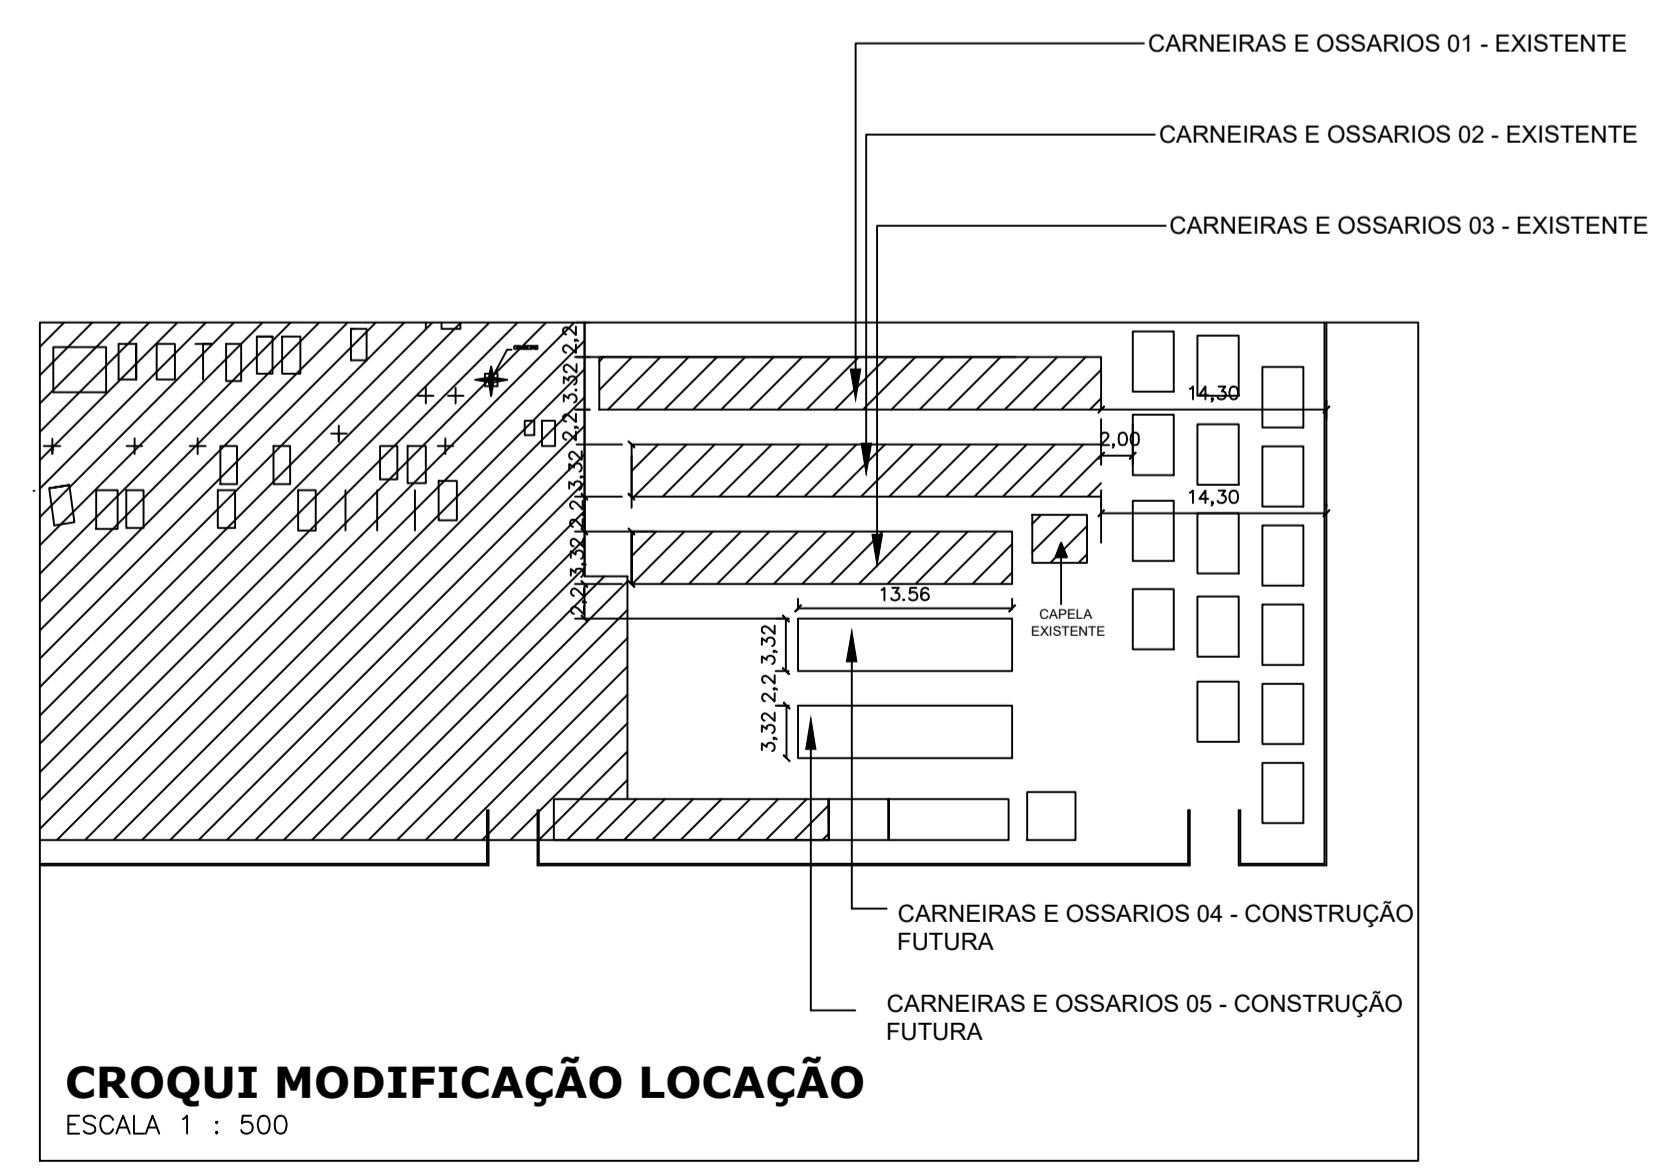 CARNEIRAS E OSSARIOS 01 - EXISTENTE
CARNEIRAS E OSSARIOS 02 - EXISTENTE
CARNEIRAS E OSSARIOS 03 - EXISTENTE
2,2
3.32
2,2
3,32
2,2
3,32
2,2
14,30
2,00
14,30
13.56
CAPELA
EXISTENTE
3,32
2,2
3,32
CARNEIRAS E OSSARIOS 04 - CONSTRUÇÃO
FUTURA
CARNEIRAS E OSSARIOS 05 - CONSTRUÇÃO
FUTURA
CROQUI MODIFICAÇÃO LOCAÇÃO
ESCALA 1 : 500